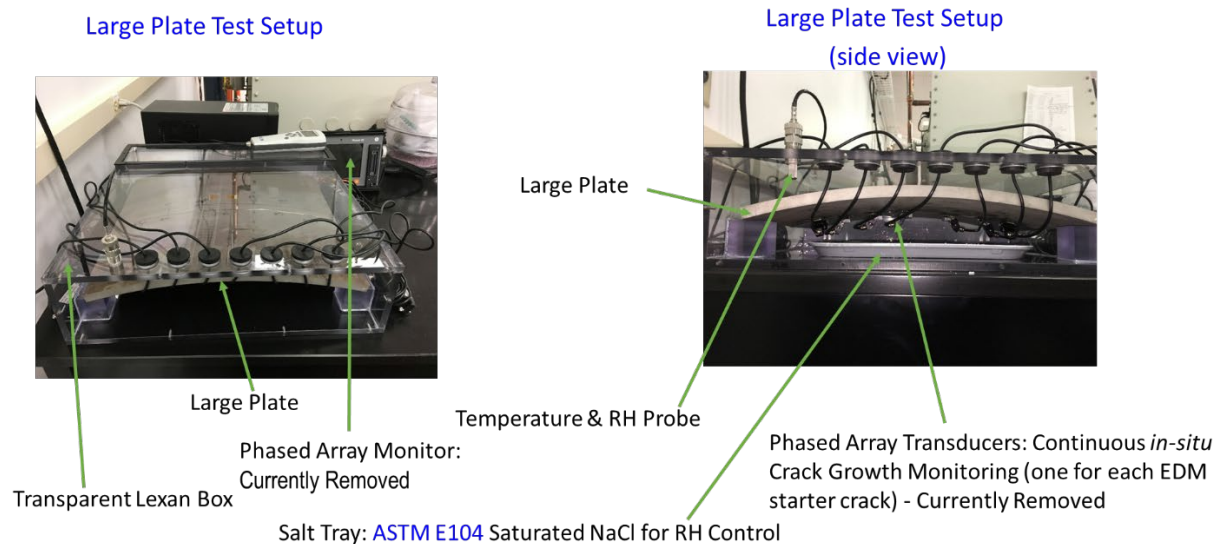 Large Plate Test Setup
Large Plate
Phased Array Monitor:
Currently Removed
Transparent Lexan Box
Large Plate Test Setup
(side view)
Large Plate
Temperature & RH Probe
Phased Array Transducers: Continuous in-situ
Crack Growth Monitoring (one for each EDM
starter crack) - Currently Removed
Salt Tray: ASTM E104 Saturated NaCl for RH Control